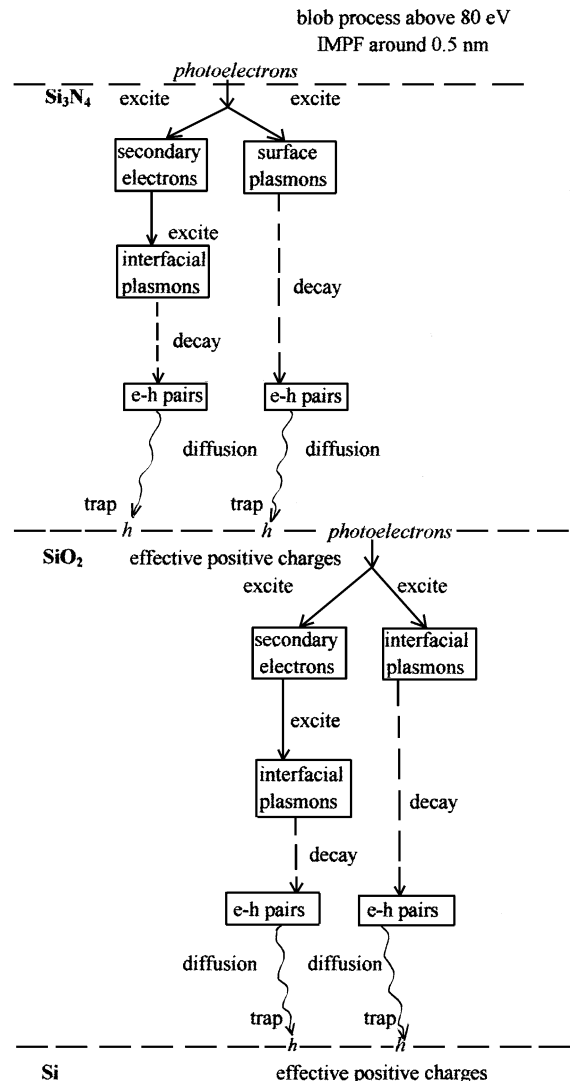 blob process above 80 eV
IMPF around 0.5 nm
photoelectrons
Si₃N₄
excite
excite
secondary
electrons
surface
plasmons
excite
interfacial
plasmons
decay
decay
e-h pairs
e-h pairs
diffusion
diffusion
trap
trap
h
h
photoelectrons
SiO₂
effective positive charges
excite
excite
secondary
electrons
interfacial
plasmons
excite
interfacial
plasmons
decay
decay
e-h pairs
e-h pairs
diffusion
diffusion
trap
trap
h
h
Si
effective positive charges